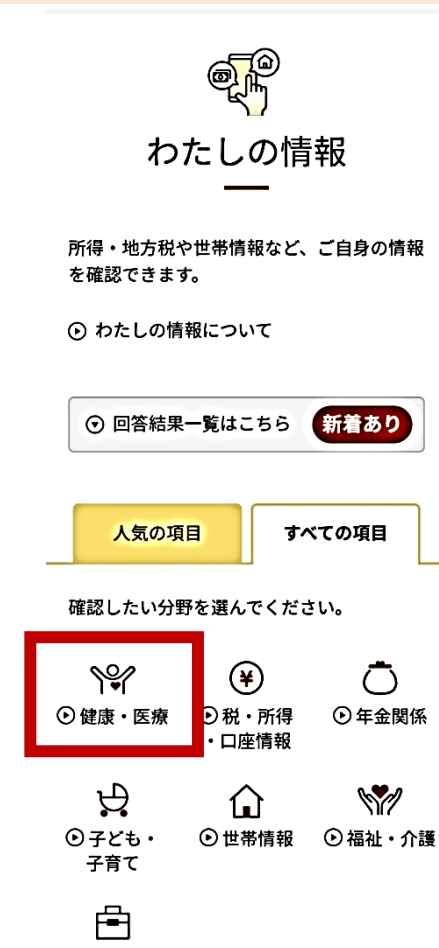 わたしの情報
所得・地方税や世帯情報など、ご自身の情報
を確認できます。
わたしの情報について
回答結果一覧はこちら 新着あり
人気の項目 すべての項目
確認したい分野を選んでください。
健康・医療 税・所得 年金関係
・口座情報
子ども・ 世帯情報 福祉・介護
子育て